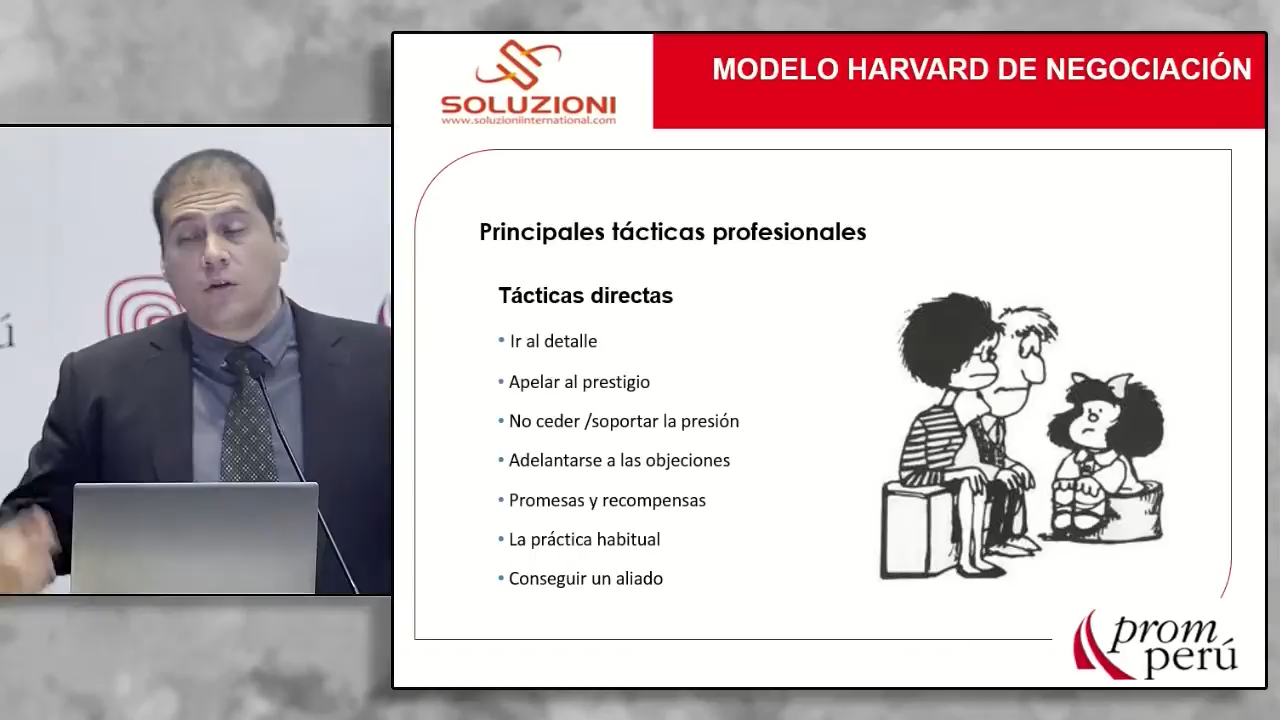 SOLUZIONI
www.soluzioniinternational.com
MODELO HARVARD DE NEGOCIACIÓN
Principales tácticas profesionales
Tácticas directas
• Ir al detalle
• Apelar al prestigio
• No ceder /soportar la presión
• Adelantarse a las objeciones
• Promesas y recompensas
• La práctica habitual
• Conseguir un aliado
prom
perú